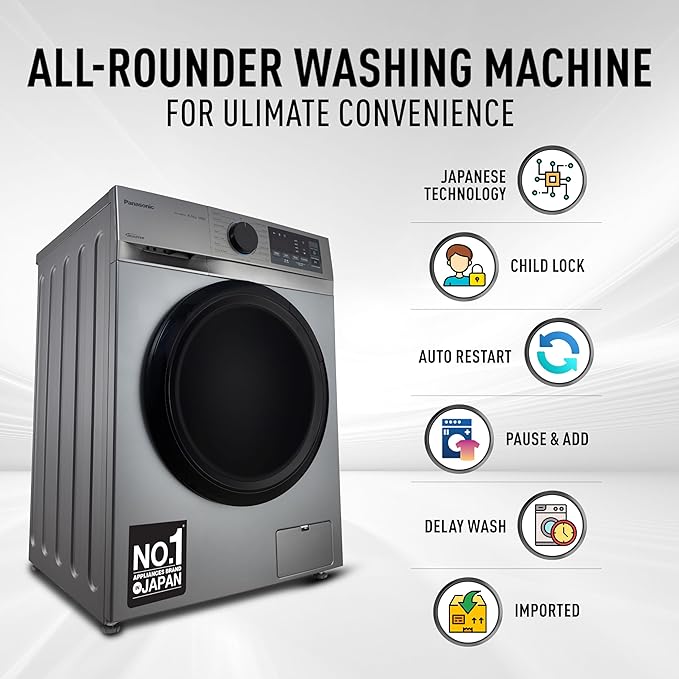 ALL-ROUNDER WASHING MACHINE
FOR ULIMATE CONVENIENCE
JAPANESE
TECHNOLOGY
CHILD LOCK
AUTO RESTART
PAUSE & ADD
DELAY WASH
IMPORTED
Panasonic
NO.1
APPLIANCES BRAND
IN JAPAN